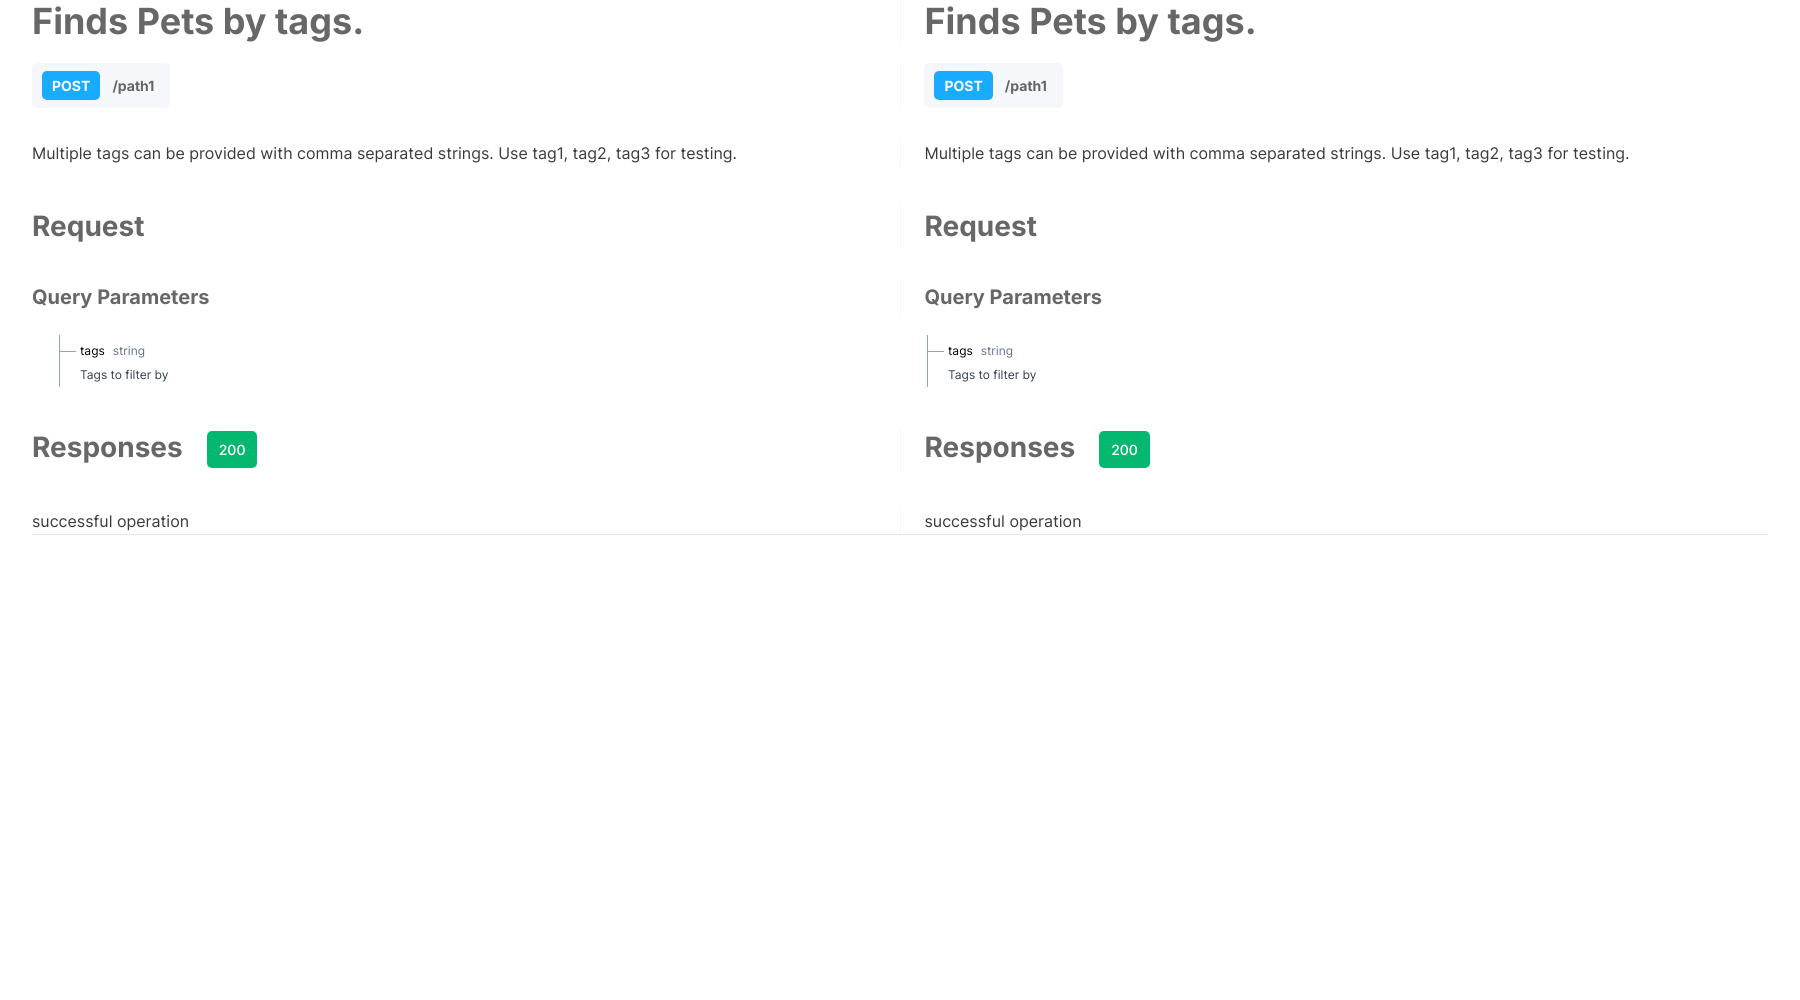 Finds Pets by tags.
POST /path1
Multiple tags can be provided with comma separated strings. Use tag1, tag2, tag3 for testing.
Request
Query Parameters
tags string
Tags to filter by
Responses 200
successful operation
Finds Pets by tags.
POST /path1
Multiple tags can be provided with comma separated strings. Use tag1, tag2, tag3 for testing.
Request
Query Parameters
tags string
Tags to filter by
Responses 200
successful operation